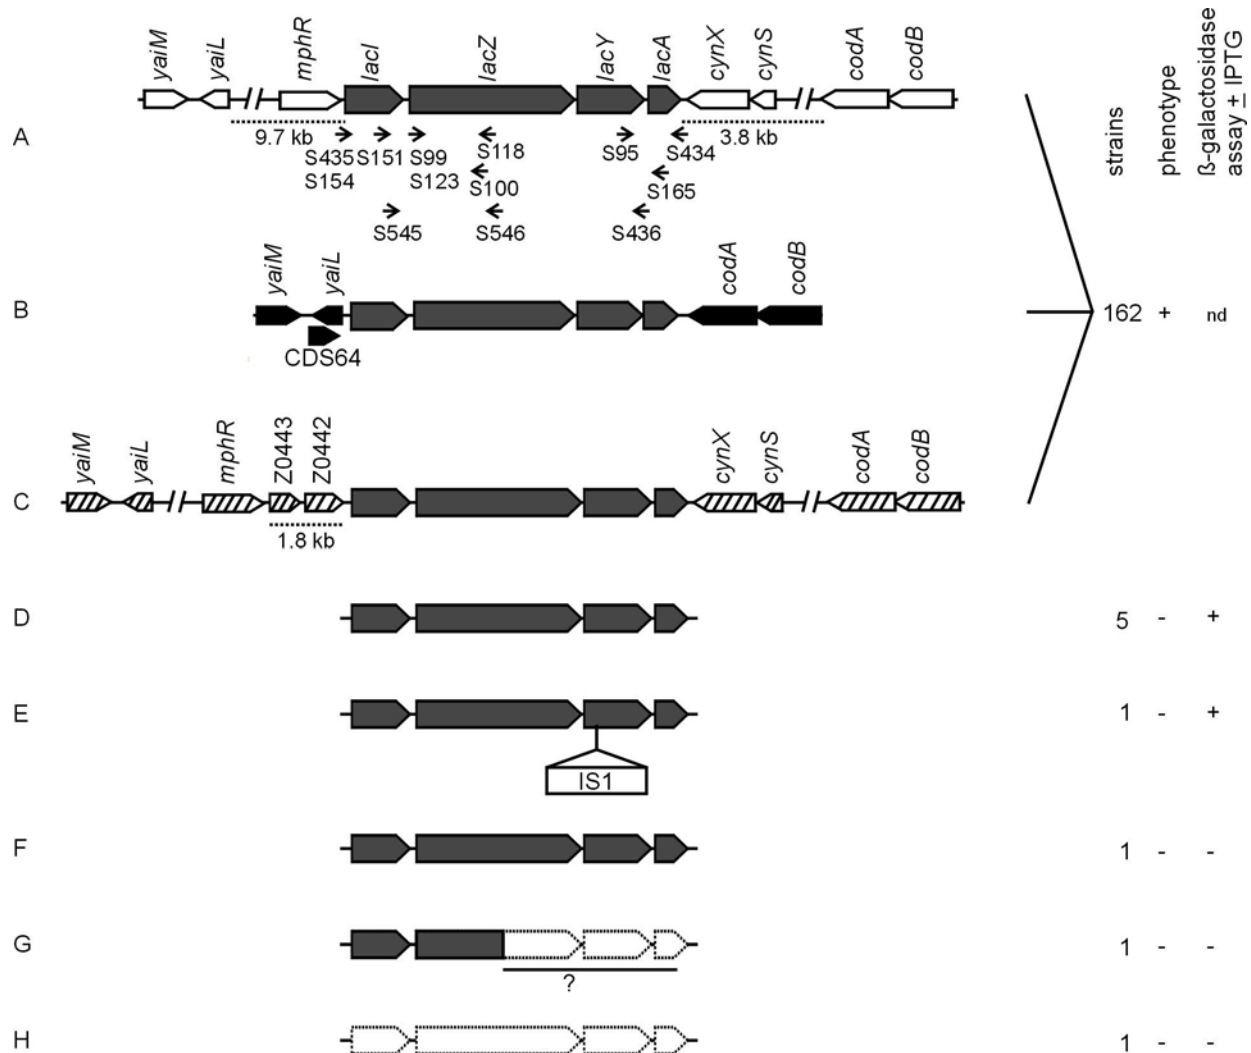 yaiM yaiL mphR lacI lacZ lacY lacA cynX cynS codA codB
strains
phenotype
ß-galactosidase
assay ± IPTG
A
9.7 kb
3.8 kb
S435 S151 S99 S118 S95 S434
S154 S123 S100 S165
S545 S546 S436
yaiM yaiL codA codB
B
162 + nd
CDS64
yaiM yaiL mphR Z0443 Z0442 cynX cynS codA codB
C
1.8 kb
D 5 - +
E 1 - +
IS1
F 1 - -
G 1 - -
?
H 1 - -